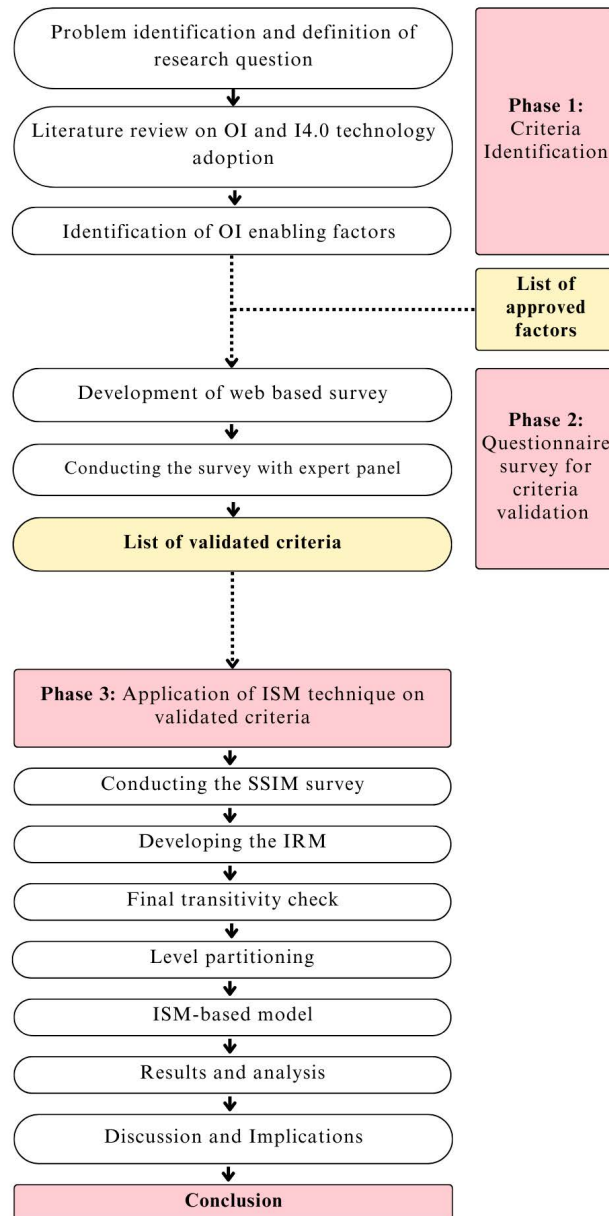 Problem identification and definition of
research question
Phase 1:
Criteria
Identification
Literature review on OI and I4.0 technology
adoption
Identification of OI enabling factors
List of
approved
factors
Development of web based survey
Phase 2:
Questionnaire
survey for
criteria
validation
Conducting the survey with expert panel
List of validated criteria
Phase 3: Application of ISM technique on
validated criteria
Conducting the SSIM survey
Developing the IRM
Final transitivity check
Level partitioning
ISM-based model
Results and analysis
Discussion and Implications
Conclusion